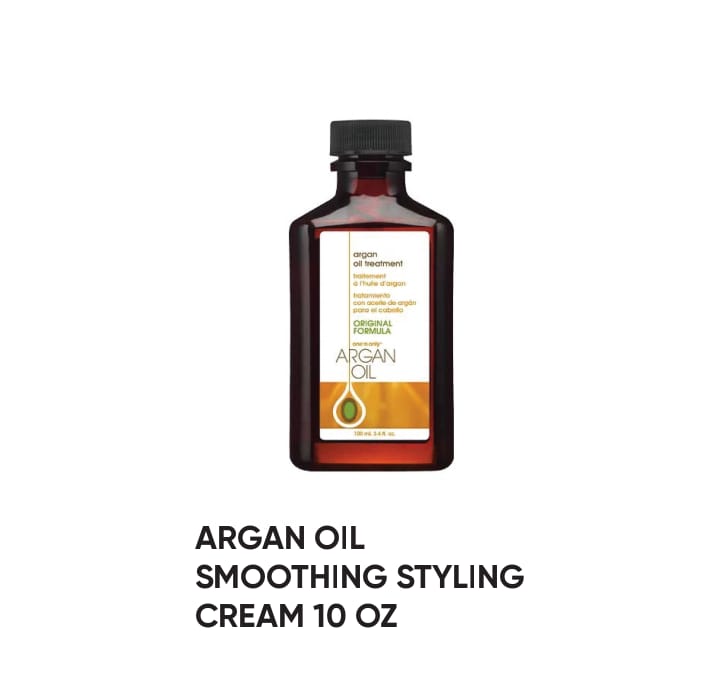 argan
oil treatment
traitement
à l'huile d'argan
tratamiento
con aceite de argán
para el cabello
ORIGINAL
FORMULA
one n only™
ARGAN
OIL
100 mL 3.4 fl. oz.
ARGAN OIL
SMOOTHING STYLING
CREAM 10 OZ